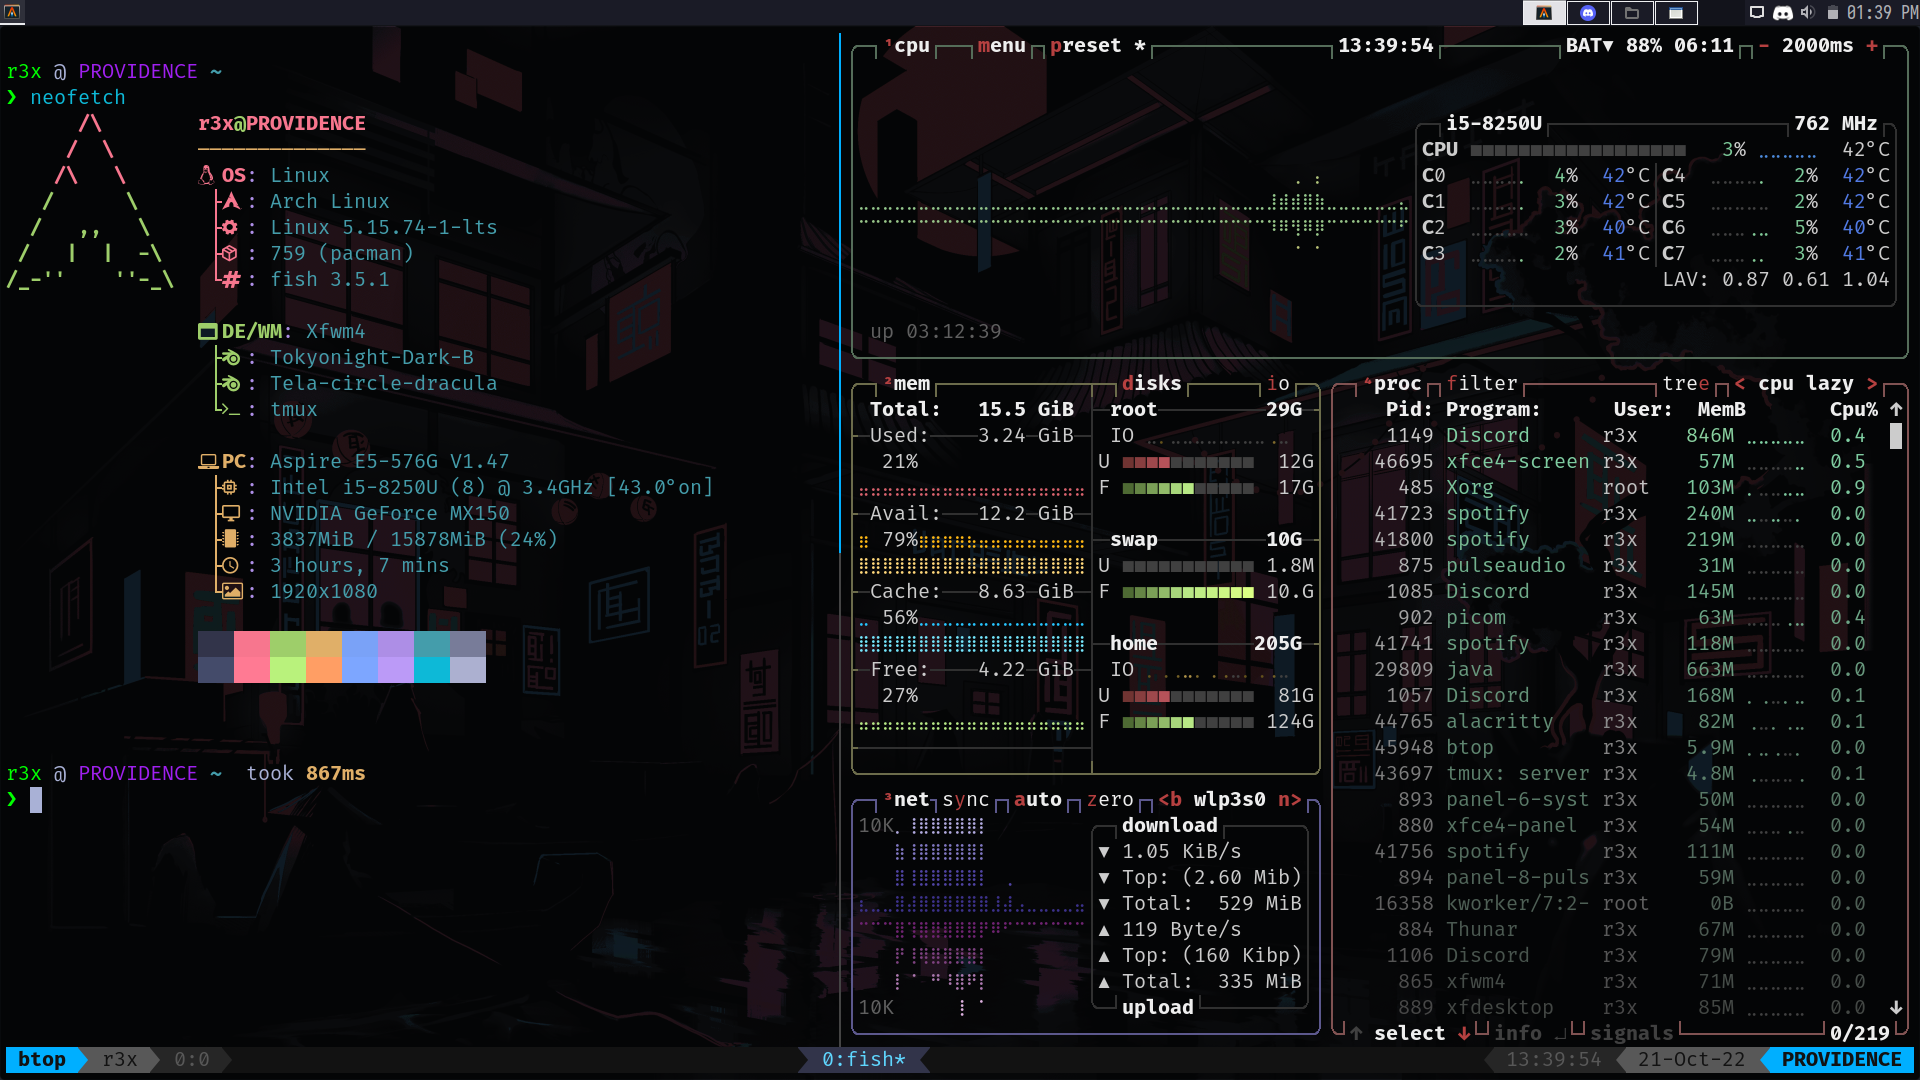 01:39 PM
r3x @ PROVIDENCE ~
❯ neofetch
r3x@PROVIDENCE
OS: Linux
: Arch Linux
: Linux 5.15.74-1-lts
: 759 (pacman)
: fish 3.5.1
DE/WM: Xfwm4
: Tokyonight-Dark-B
: Tela-circle-dracula
: tmux
PC: Aspire E5-576G V1.47
: Intel i5-8250U (8) @ 3.4GHz [43.0°on]
: NVIDIA GeForce MX150
: 3837MiB / 15878MiB (24%)
: 3 hours, 7 mins
: 1920x1080
r3x @ PROVIDENCE ~ took 867ms
❯
¹cpu menu preset * 13:39:54 BAT▼ 88% 06:11 - 2000ms +
i5-8250U 762 MHz
CPU 3% 42°C
C0 4% 42°C C4 2% 42°C
C1 3% 42°C C5 2% 42°C
C2 3% 40°C C6 5% 40°C
C3 2% 41°C C7 3% 41°C
LAV: 0.87 0.61 1.04
up 03:12:39
²mem
Total: 15.5 GiB
Used: 3.24 GiB
21%
Avail: 12.2 GiB
79%
Cache: 8.63 GiB
56%
Free: 4.22 GiB
27%
disks io
root 29G
IO
U 12G
F 17G
swap 10G
U 1.8M
F 10.G
home 205G
IO
U 81G
F 124G
³net sync auto zero <b wlp3s0 n>
10K
download
▼ 1.05 KiB/s
▼ Top: (2.60 Mib)
▼ Total: 529 MiB
▲ 119 Byte/s
▲ Top: (160 Kibp)
▲ Total: 335 MiB
10K
upload
⁴proc filter tree < cpu lazy >
Pid: Program: User: MemB Cpu% ↑
1149 Discord r3x 846M 0.4
46695 xfce4-screen r3x 57M 0.5
485 Xorg root 103M 0.9
41723 spotify r3x 240M 0.0
41800 spotify r3x 219M 0.0
875 pulseaudio r3x 31M 0.0
1085 Discord r3x 145M 0.0
902 picom r3x 63M 0.4
41741 spotify r3x 118M 0.0
29809 java r3x 663M 0.0
1057 Discord r3x 168M 0.1
44765 alacritty r3x 82M 0.1
45948 btop r3x 5.9M 0.0
43697 tmux: server r3x 4.8M 0.1
893 panel-6-syst r3x 50M 0.0
880 xfce4-panel r3x 54M 0.0
41756 spotify r3x 111M 0.0
894 panel-8-puls r3x 59M 0.0
16358 kworker/7:2- root 0B 0.0
884 Thunar r3x 67M 0.0
1106 Discord r3x 79M 0.0
865 xfwm4 r3x 71M 0.0
889 xfdesktop r3x 85M 0.0 ↓
↑ select ↓ info ↲ signals 0/219
btop r3x 0:0 0:fish* 13:39:54 21-Oct-22 PROVIDENCE